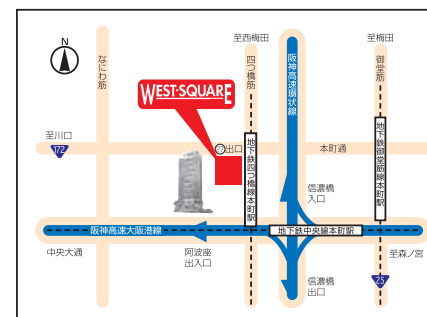 N
なにわ筋
至西梅田
四つ橋筋
阪神高速環状線
至梅田
御堂筋
WEST-SQUARE
至川口
172
出口
本町通
地下鉄四つ橋線本町駅
地下鉄御堂筋線本町駅
信濃橋
入口
阪神高速大阪港線
地下鉄中央線本町駅
中央大通
阿波座
出入口
信濃橋
出口
至森ノ宮
25